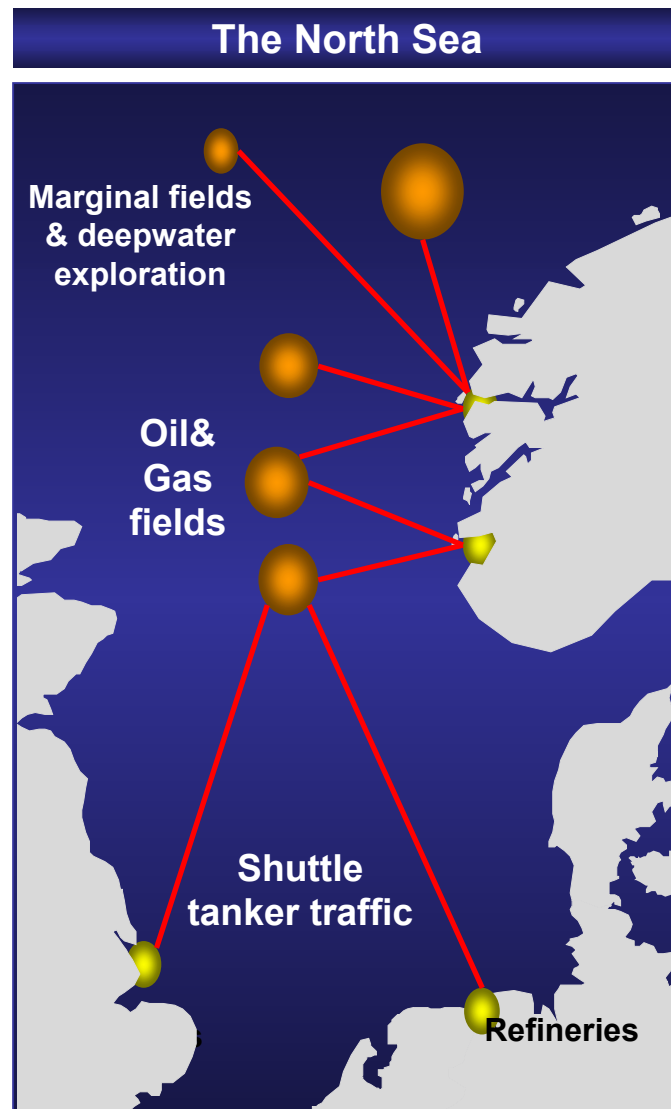 The North Sea
Marginal fields
& deepwater
exploration
Oil&
Gas
fields
Shuttle
tanker traffic
Refineries